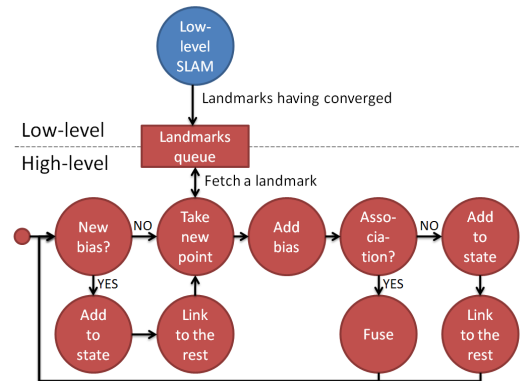 Low-
level
SLAM
Landmarks having converged
Low-level
Landmarks
queue
High-level
Fetch a landmark
New
bias?
NO
Take
new
point
Add
bias
Asso-
cia-
tion?
NO
Add
to
state
YES
YES
Add
to
state
Link
to the
rest
Fuse
Link
to the
rest